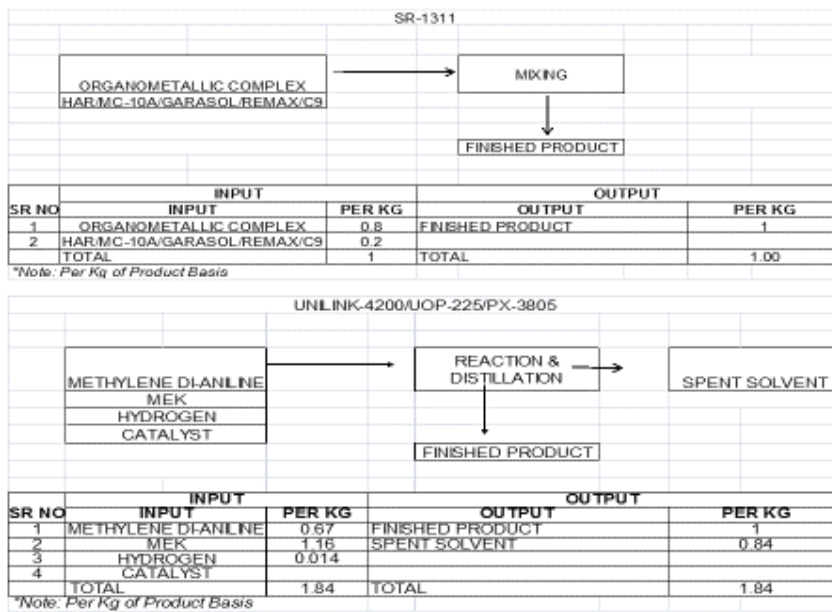 SR-1311
ORGANOMETALLIC COMPLEX
HAR/MC-10A/GARASOL/REMAX/C9
MIXING
FINISHED PRODUCT
INPUT OUTPUT
SR NO INPUT PER KG OUTPUT PER KG
1 ORGANOMETALLIC COMPLEX 0.8 FINISHED PRODUCT 1
2 HAR/MC-10A/GARASOL/REMAX/C9 0.2
TOTAL 1 TOTAL 1.00
*Note: Per Kg of Product Basis
UNILINK-4200/UOP-225/PX-3805
METHYLENE DI-ANILINE
MEK
HYDROGEN
CATALYST
REACTION &
DISTILLATION
SPENT SOLVENT
FINISHED PRODUCT
INPUT OUTPUT
SR NO INPUT PER KG OUTPUT PER KG
1 METHYLENE DI-ANILINE 0.67 FINISHED PRODUCT 1
2 MEK 1.16 SPENT SOLVENT 0.84
3 HYDROGEN 0.014
4 CATALYST
TOTAL 1.84 TOTAL 1.84
*Note: Per Kg of Product Basis